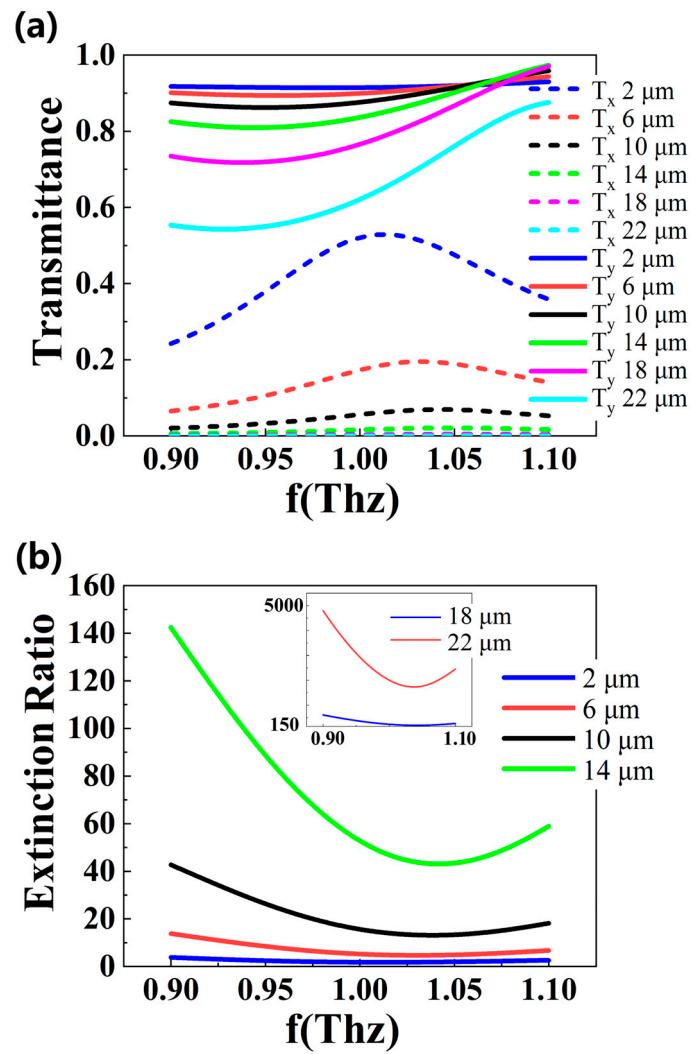 (a)
1.0
0.8
0.6
0.4
0.2
0.0
Transmittance
Tx 2 μm
Tx 6 μm
Tx 10 μm
Tx 14 μm
Tx 18 μm
Tx 22 μm
Ty 2 μm
Ty 6 μm
Ty 10 μm
Ty 14 μm
Ty 18 μm
Ty 22 μm
0.90 0.95 1.00 1.05 1.10
f(Thz)
(b)
160
140
120
100
80
60
40
20
0
Extinction Ratio
5000
150
0.90 1.10
18 μm
22 μm
2 μm
6 μm
10 μm
14 μm
0.90 0.95 1.00 1.05 1.10
f(Thz)